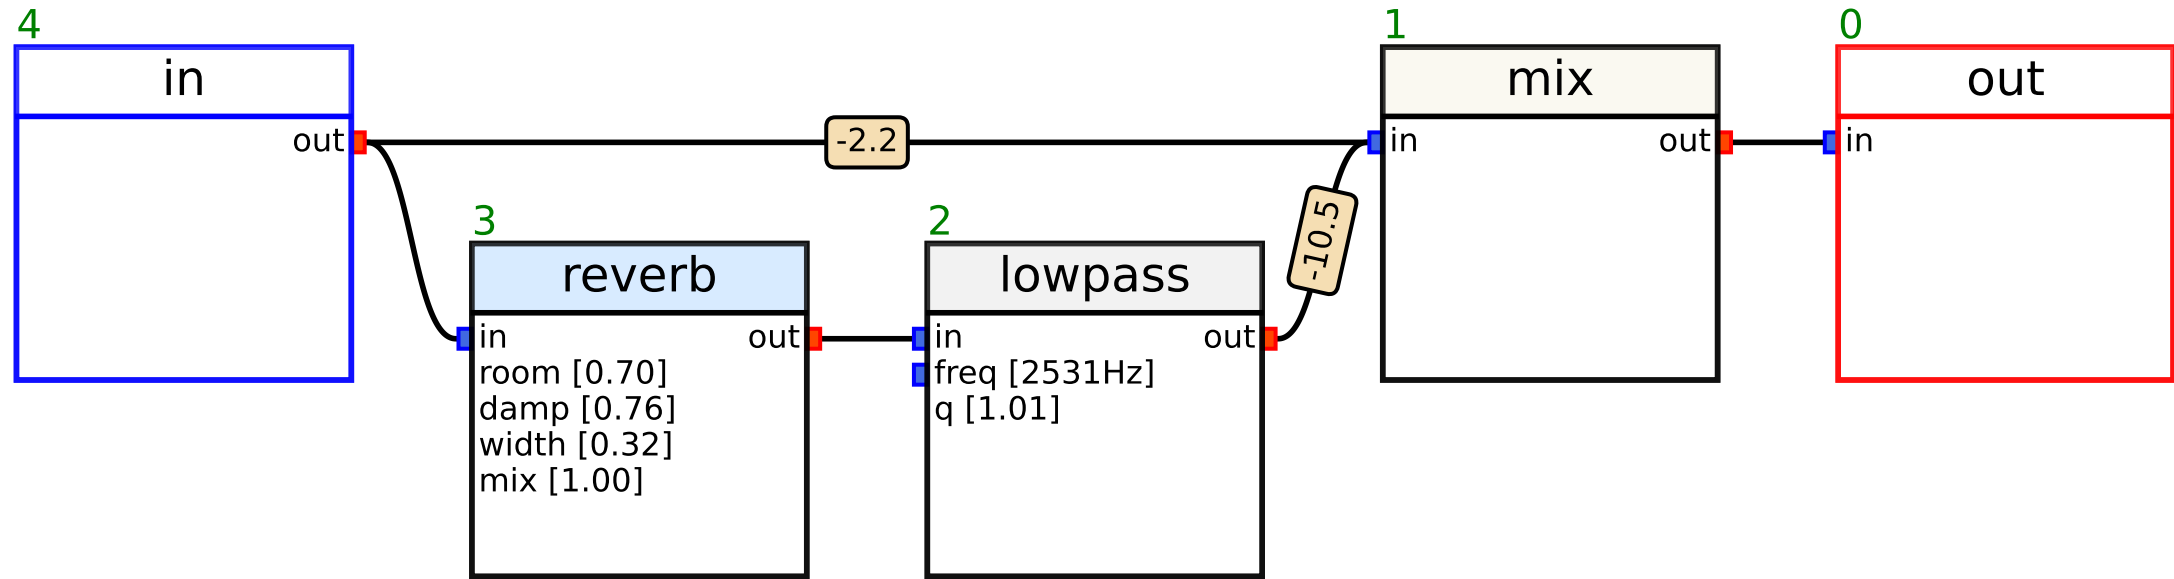 4
in
out
-2.2
3
reverb
in
out
room [0.70]
damp [0.76]
width [0.32]
mix [1.00]
2
lowpass
in
out
freq [2531Hz]
q [1.01]
-10.5
1
mix
in
out
0
out
in